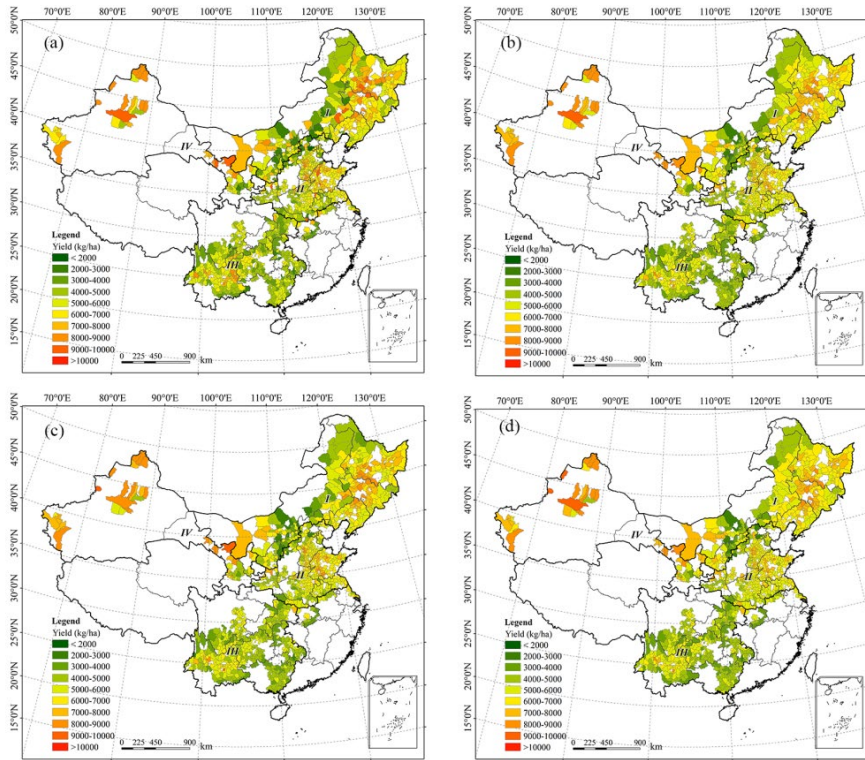 70°0'E 80°0'E 90°0'E 100°0'E 110°0'E 120°0'E 130°0'E
50°0'N
45°0'N
40°0'N
35°0'N
30°0'N
25°0'N
20°0'N
15°0'N
(a)
I
II
III
IV
Legend
Yield (kg/ha)
< 2000
2000-3000
3000-4000
4000-5000
5000-6000
6000-7000
7000-8000
8000-9000
9000-10000
>10000
0 225 450 900
km
70°0'E 80°0'E 90°0'E 100°0'E 110°0'E 120°0'E 130°0'E
50°0'N
45°0'N
40°0'N
35°0'N
30°0'N
25°0'N
20°0'N
15°0'N
(b)
I
II
III
IV
Legend
Yield (kg/ha)
< 2000
2000-3000
3000-4000
4000-5000
5000-6000
6000-7000
7000-8000
8000-9000
9000-10000
>10000
0 225 450 900
km
70°0'E 80°0'E 90°0'E 100°0'E 110°0'E 120°0'E 130°0'E
50°0'N
45°0'N
40°0'N
35°0'N
30°0'N
25°0'N
20°0'N
15°0'N
(c)
I
II
III
IV
Legend
Yield (kg/ha)
< 2000
2000-3000
3000-4000
4000-5000
5000-6000
6000-7000
7000-8000
8000-9000
9000-10000
>10000
0 225 450 900
km
70°0'E 80°0'E 90°0'E 100°0'E 110°0'E 120°0'E 130°0'E
50°0'N
45°0'N
40°0'N
35°0'N
30°0'N
25°0'N
20°0'N
15°0'N
(d)
I
II
III
IV
Legend
Yield (kg/ha)
< 2000
2000-3000
3000-4000
4000-5000
5000-6000
6000-7000
7000-8000
8000-9000
9000-10000
>10000
0 225 450 900
km